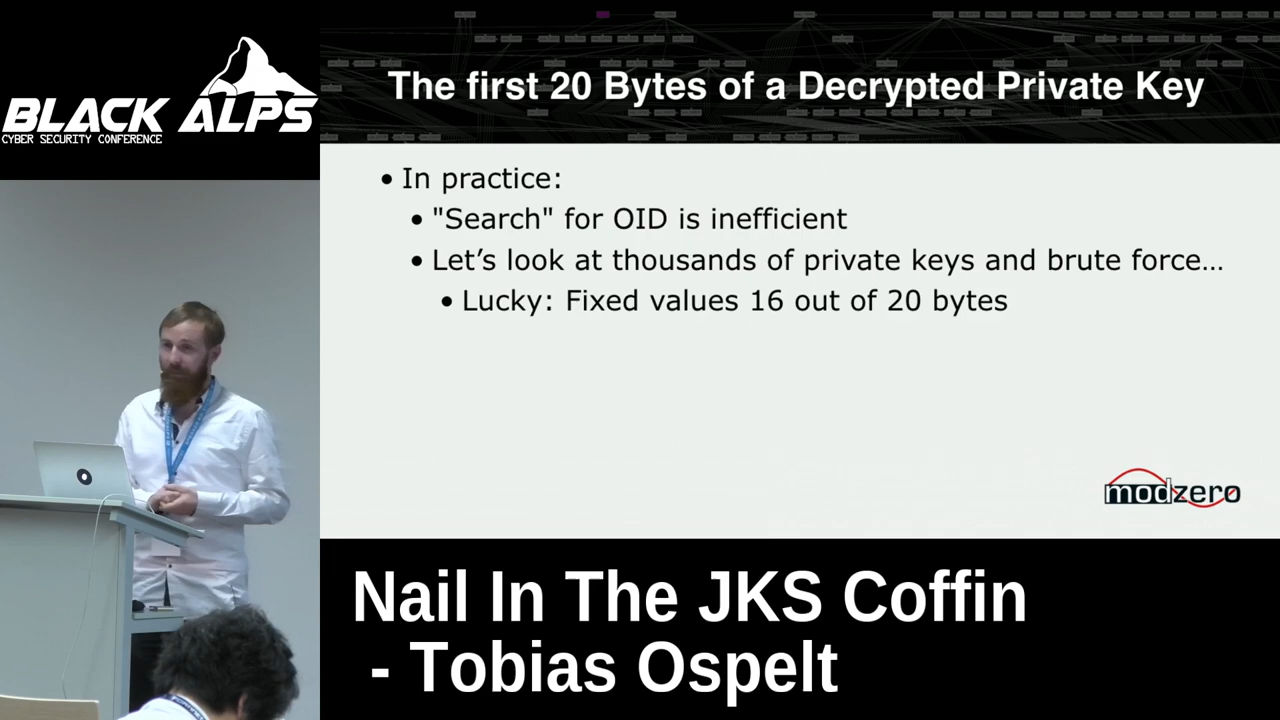 BLACK ALPS
CYBER SECURITY CONFERENCE
The first 20 Bytes of a Decrypted Private Key
• In practice:
• "Search" for OID is inefficient
• Let’s look at thousands of private keys and brute force…
• Lucky: Fixed values 16 out of 20 bytes
modzero
Nail In The JKS Coffin
- Tobias Ospelt